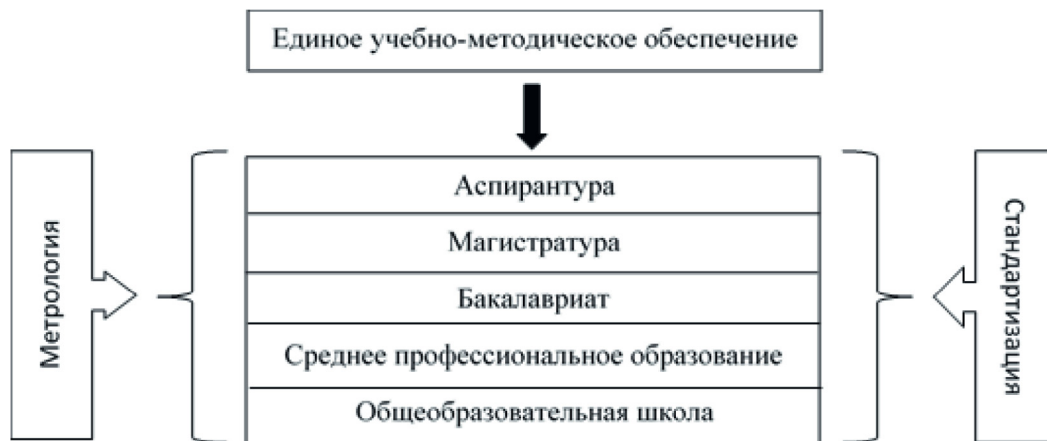 Единое учебно-методическое обеспечение
Метрология
Аспирантура
Магистратура
Бакалавриат
Среднее профессиональное образование
Общеобразовательная школа
Стандартизация